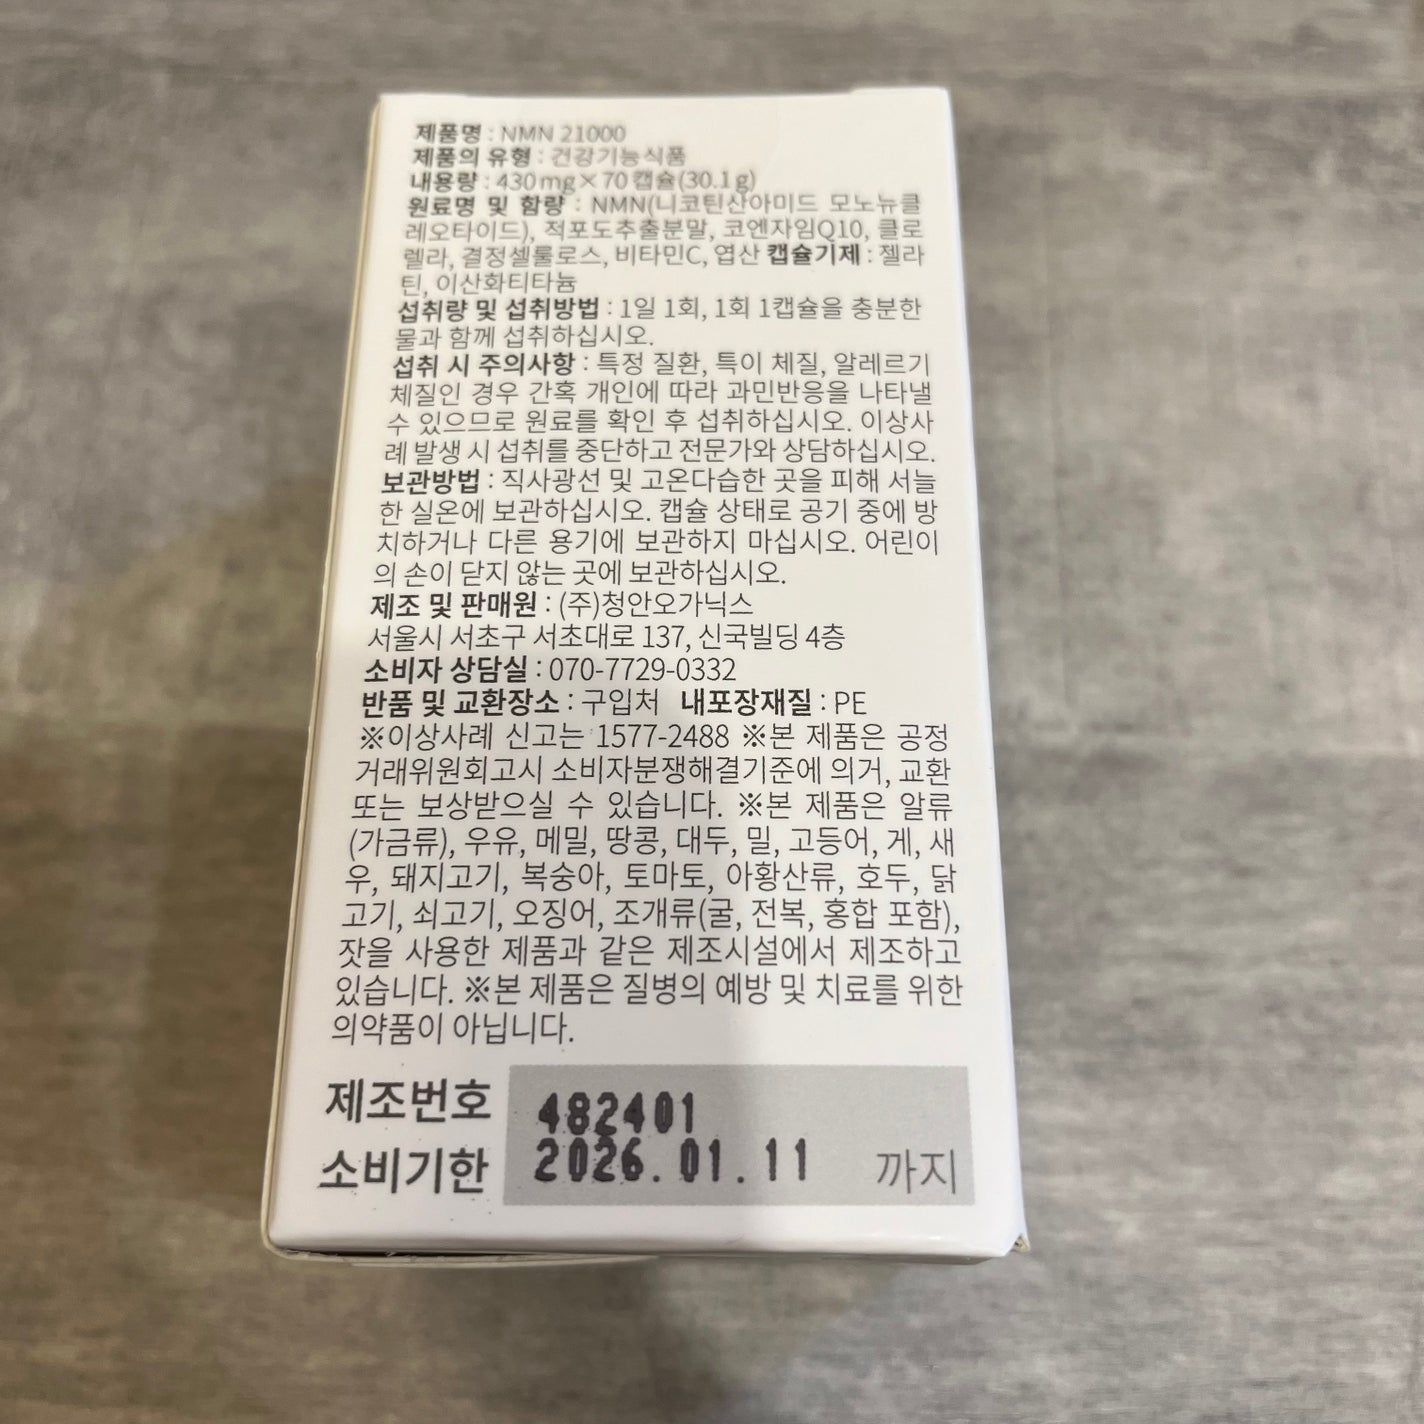 제품명 : NMN 21000
제품의 유형 : 건강기능식품
내용량 : 430mg×70캡슐(30.1g)
원료명 및 함량 : NMN(니코틴산아미드 모노뉴클
레오타이드), 적포도추출분말, 코엔자임Q10, 클로
렐라, 결정셀룰로스, 비타민C, 엽산 캡슐기제 : 젤라
틴, 이산화티타늄
섭취량 및 섭취방법 : 1일 1회, 1회 1캡슐을 충분한
물과 함께 섭취하십시오.
섭취 시 주의사항 : 특정 질환, 특이 체질, 알레르기
체질인 경우 간혹 개인에 따라 과민반응을 나타낼
수 있으므로 원료를 확인 후 섭취하십시오. 이상사
례 발생 시 섭취를 중단하고 전문가와 상담하십시오.
보관방법 : 직사광선 및 고온다습한 곳을 피해 서늘
한 실온에 보관하십시오. 캡슐 상태로 공기 중에 방
치하거나 다른 용기에 보관하지 마십시오. 어린이
의 손이 닫지 않는 곳에 보관하십시오.
제조 및 판매원 : (주)청안오가닉스
서울시 서초구 서초대로 137, 신국빌딩 4층
소비자 상담실 : 070-7729-0332
반품 및 교환장소 : 구입처 내포장재질 : PE
※이상사례 신고는 1577-2488 ※본 제품은 공정
거래위원회고시 소비자분쟁해결기준에 의거, 교환
또는 보상받으실 수 있습니다. ※본 제품은 알류
(가금류), 우유, 메밀, 땅콩, 대두, 밀, 고등어, 게, 새
우, 돼지고기, 복숭아, 토마토, 아황산류, 호두, 닭
고기, 쇠고기, 오징어, 조개류(굴, 전복, 홍합 포함),
잣을 사용한 제품과 같은 제조시설에서 제조하고
있습니다. ※본 제품은 질병의 예방 및 치료를 위한
의약품이 아닙니다.
제조번호 482401
소비기한 2026.01.11 까지